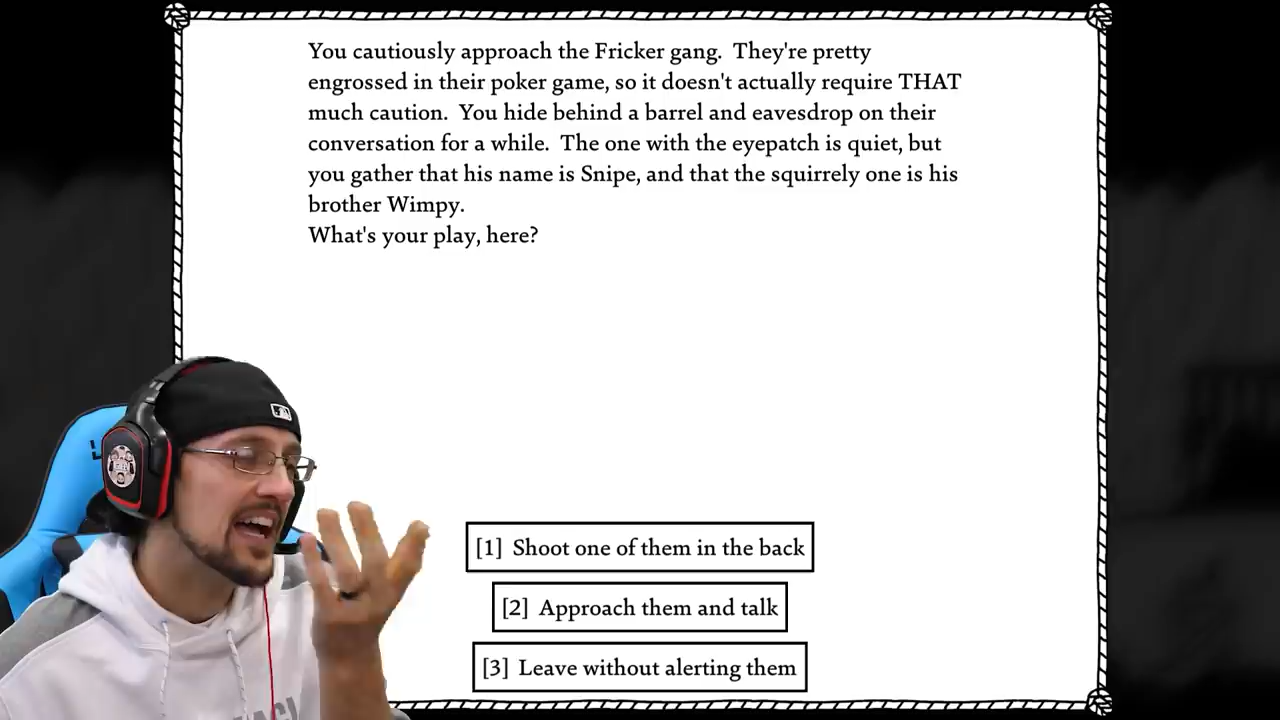 You cautiously approach the Fricker gang. They're pretty
engrossed in their poker game, so it doesn't actually require THAT
much caution. You hide behind a barrel and eavesdrop on their
conversation for a while. The one with the eyepatch is quiet, but
you gather that his name is Snipe, and that the squirrely one is his
brother Wimpy.
What's your play, here?
[1] Shoot one of them in the back
[2] Approach them and talk
[3] Leave without alerting them